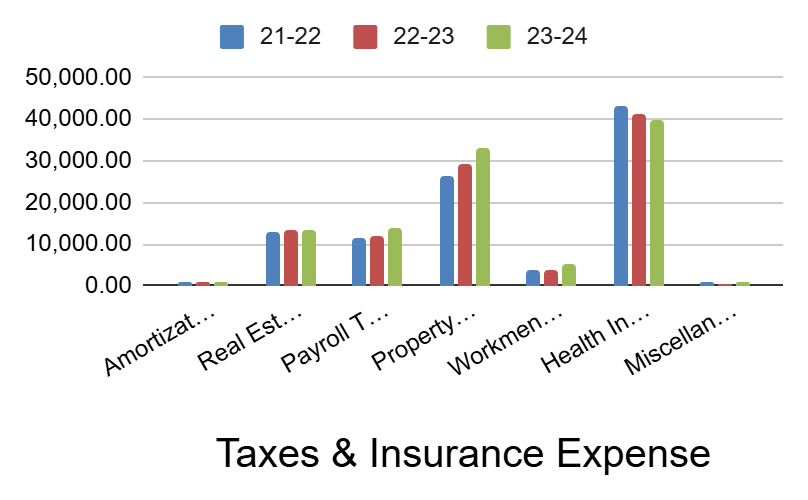 21-22 22-23 23-24
50,000.00
40,000.00
30,000.00
20,000.00
10,000.00
0.00
Amortizat…
Real Est…
Payroll T…
Property…
Workmen…
Health In…
Miscellan…
Taxes & Insurance Expense